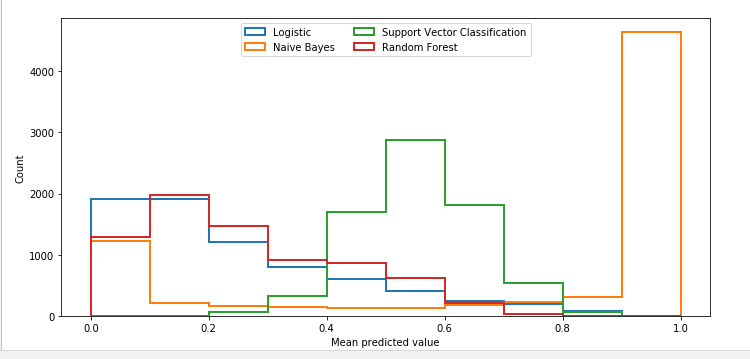 Logistic
Naive Bayes
Support Vector Classification
Random Forest
Count
4000
3000
2000
1000
0
0.0 0.2 0.4 0.6 0.8 1.0
Mean predicted value